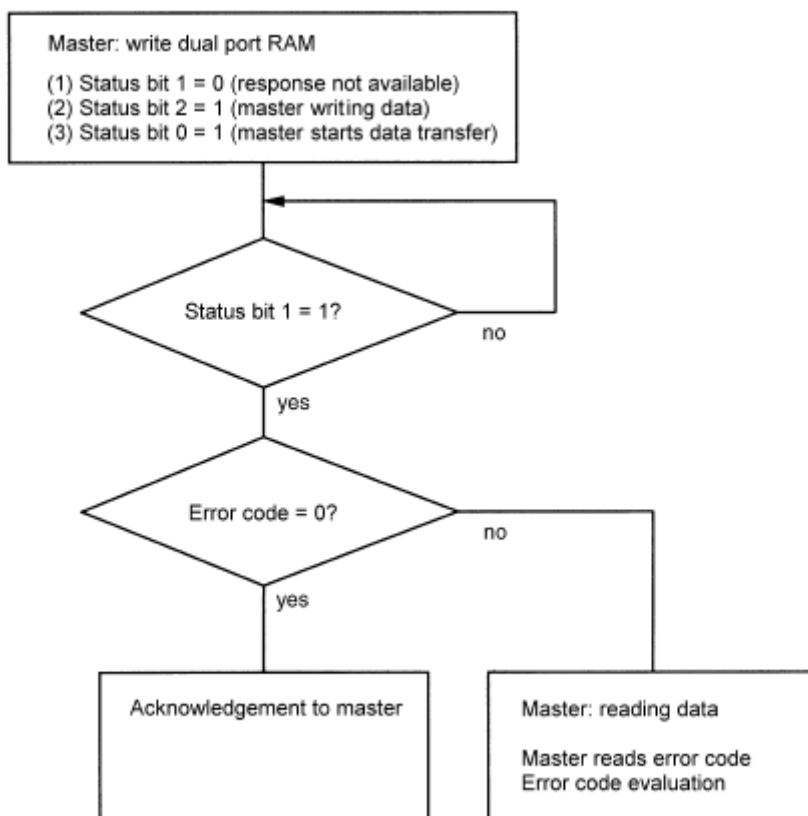 Master: write dual port RAM
(1) Status bit 1 = 0 (response not available)
(2) Status bit 2 = 1 (master writing data)
(3) Status bit 0 = 1 (master starts data transfer)
Status bit 1 = 1?
no
yes
Error code = 0?
no
yes
Acknowledgement to master
Master: reading data
Master reads error code
Error code evaluation